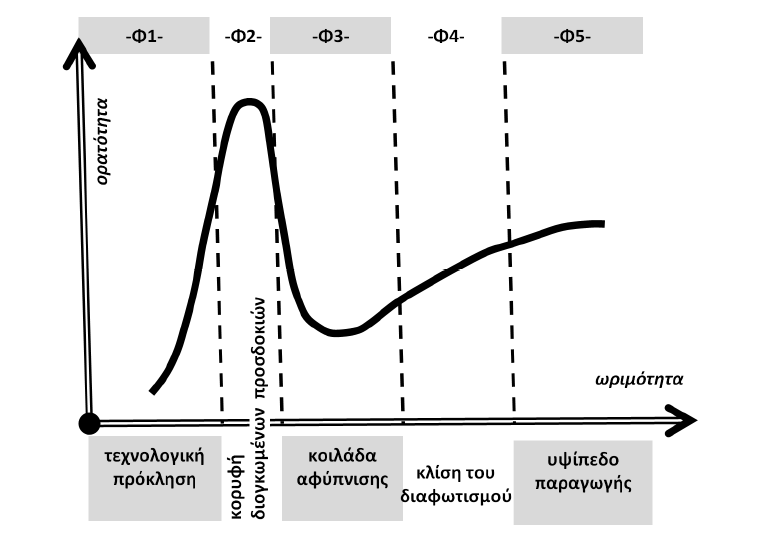 -Φ1-
-Φ2-
-Φ3-
-Φ4-
-Φ5-
ορατότητα
ωριμότητα
τεχνολογική
πρόκληση
κορυφή
διογκωμένων προσδοκιών
κοιλάδα
αφύπνισης
κλίση του
διαφωτισμού
υψίπεδο
παραγωγής